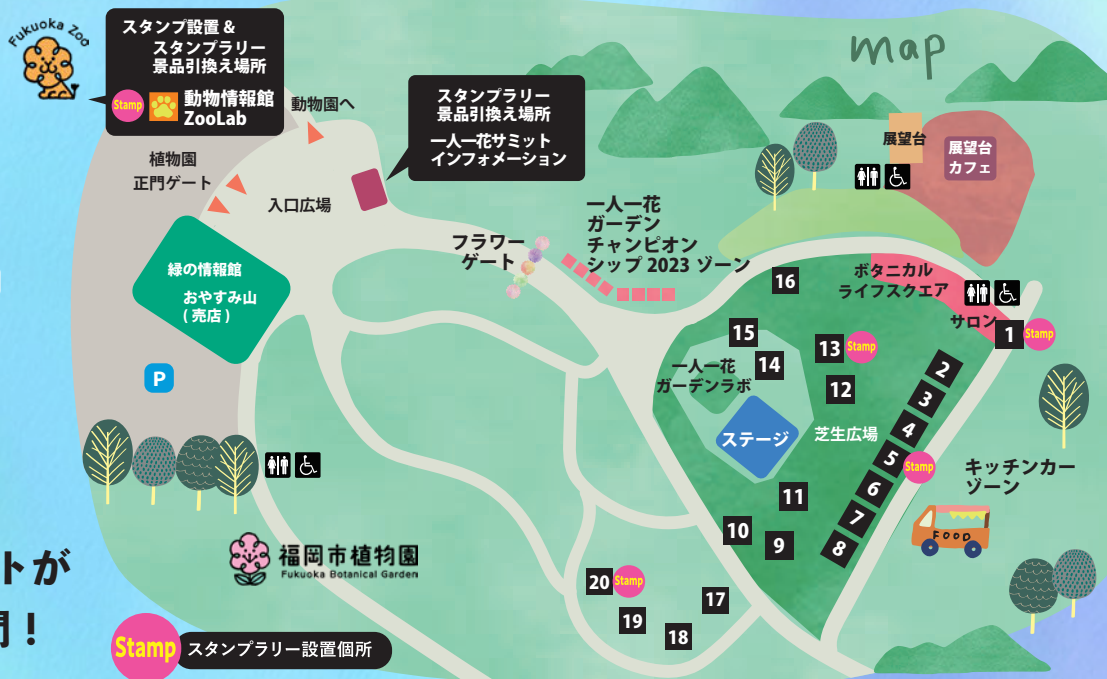 Fukuoka Zoo
スタンプ設置 &
スタンプラリー
景品引換え場所
Stamp
動物情報館
ZooLab
動物園へ
スタンプラリー
景品引換え場所
一人一花サミット
インフォメーション
map
植物園
正門ゲート
入口広場
緑の情報館
おやすみ山
(売店)
P
フラワー
ゲート
一人一花
ガーデン
チャンピオン
シップ 2023 ゾーン
展望台
展望台
カフェ
ボタニカル
ライフスクエア
サロン
1
Stamp
16
15
14
13
Stamp
12
一人一花
ガーデンラボ
ステージ
芝生広場
2
3
4
5
Stamp
6
7
8
キッチンカー
ゾーン
FOOD
11
10
9
20
Stamp
19
18
17
福岡市植物園
Fukuoka Botanical Garden
トが
！
Stamp
スタンプラリー設置個所